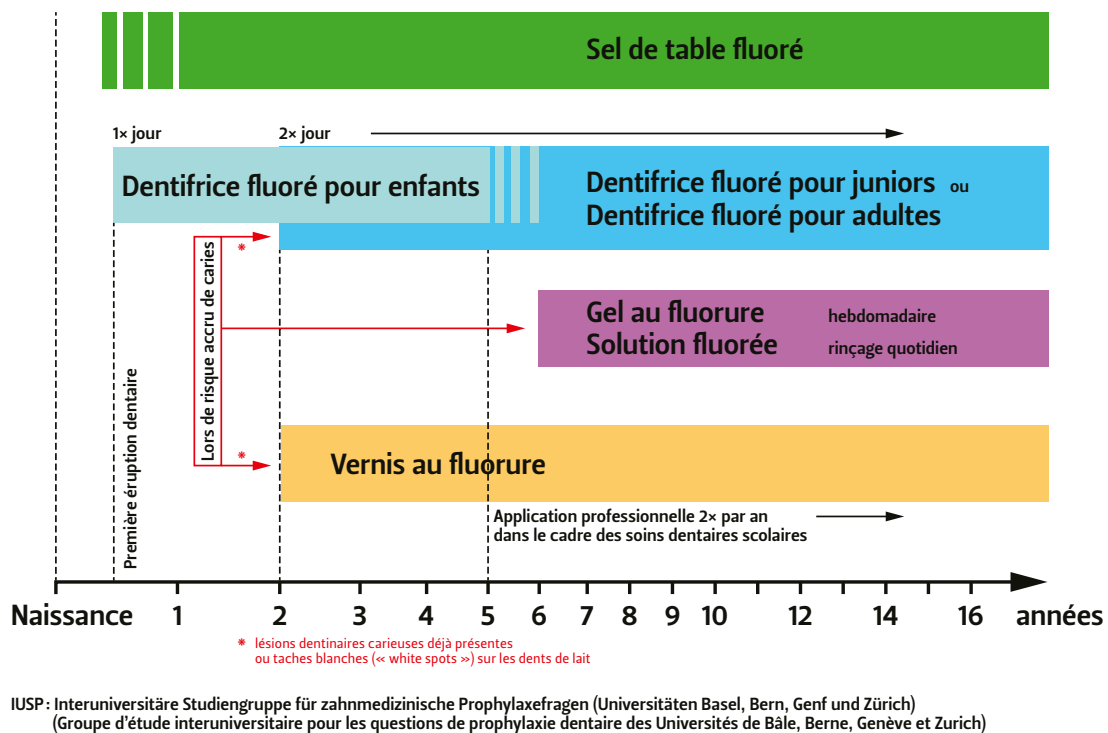 Sel de table fluoré
1× jour
2× jour
Dentifrice fluoré pour enfants
Dentifrice fluoré pour juniors ou
Dentifrice fluoré pour adultes
*
Lors de risque accru de caries
Gel au fluorure hebdomadaire
Solution fluorée rinçage quotidien
Première éruption dentaire
*
Vernis au fluorure
Application professionnelle 2× par an
dans le cadre des soins dentaires scolaires
Naissance 1 2 3 4 5 6 7 8 9 10 12 14 16 années
* lésions dentinaires carieuses déjà présentes
ou taches blanches (« white spots ») sur les dents de lait
IUSP : Interuniversitäre Studiengruppe für zahnmedizinische Prophylaxefragen (Universitäten Basel, Bern, Genf und Zürich)
(Groupe d'étude interuniversitaire pour les questions de prophylaxie dentaire des Universités de Bâle, Berne, Genève et Zurich)